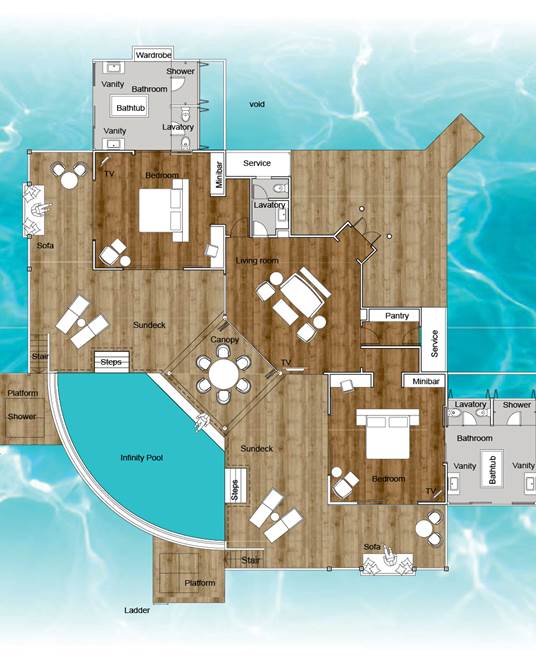 Wardrobe
Shower
Vanity
Bathroom
Bathtub
void
Lavatory
Vanity
Service
TV
Bedroom
Minibar
Lavatory
Sofa
Living room
Pantry
Service
Sundeck
Canopy
Stair
Steps
TV
Minibar
Platform
Shower
Lavatory
Shower
Infinity Pool
Sundeck
Bathroom
Vanity
Bathtub
Vanity
Steps
Bedroom
TV
Sofa
Stair
Platform
Ladder